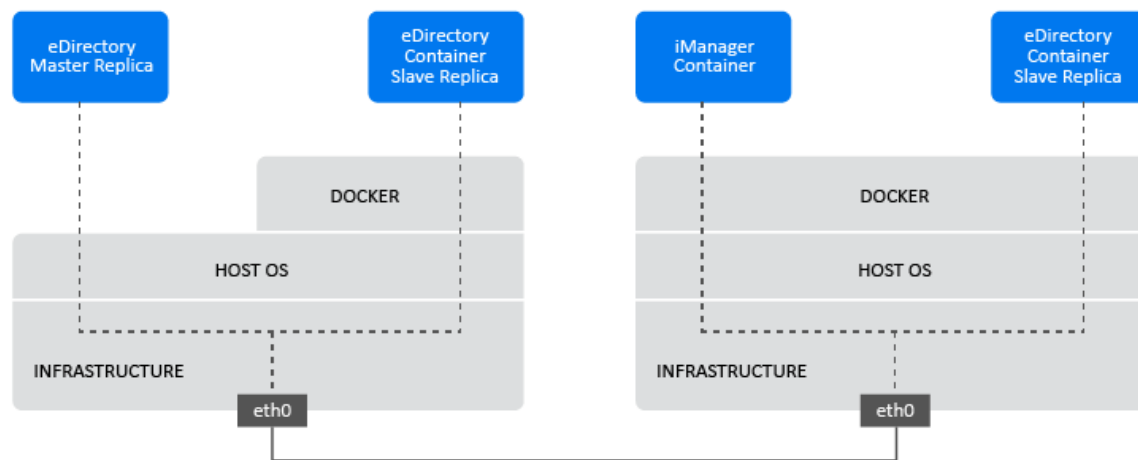 eDirectory
Master Replica
eDirectory
Container
Slave Replica
iManager
Container
eDirectory
Container
Slave Replica
DOCKER
DOCKER
HOST OS
HOST OS
INFRASTRUCTURE
INFRASTRUCTURE
eth0
eth0